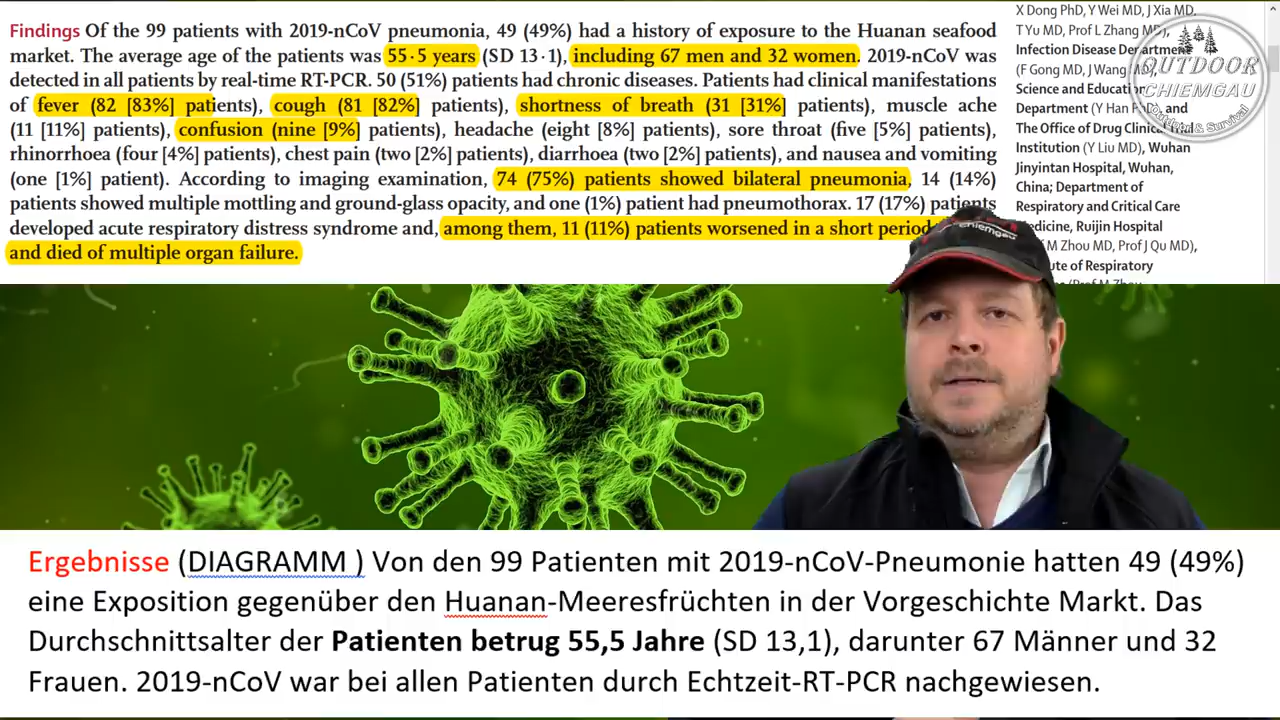 Findings Of the 99 patients with 2019-nCoV pneumonia, 49 (49%) had a history of exposure to the Huanan seafood
market. The average age of the patients was 55·5 years (SD 13·1), including 67 men and 32 women. 2019-nCoV was
detected in all patients by real-time RT-PCR. 50 (51%) patients had chronic diseases. Patients had clinical manifestations
of fever (82 [83%] patients), cough (81 [82%] patients), shortness of breath (31 [31%] patients), muscle ache
(11 [11%] patients), confusion (nine [9%] patients), headache (eight [8%] patients), sore throat (five [5%] patients),
rhinorrhoea (four [4%] patients), chest pain (two [2%] patients), diarrhoea (two [2%] patients), and nausea and vomiting
(one [1%] patient). According to imaging examination, 74 (75%) patients showed bilateral pneumonia, 14 (14%)
patients showed multiple mottling and ground-glass opacity, and one (1%) patient had pneumothorax. 17 (17%) patients
developed acute respiratory distress syndrome and, among them, 11 (11%) patients worsened in a short period
and died of multiple organ failure.
X Dong PhD, Y Wei MD, J Xia MD,
T Yu MD, Prof L Zhang MD),
Infection Disease Department
(F Gong MD, J Wang MD),
Science and Education
Department (Y Han PhD), and
The Office of Drug Clinical Trial
Institution (Y Liu MD), Wuhan
Jinyintan Hospital, Wuhan,
China; Department of
Respiratory and Critical Care
Medicine, Ruijin Hospital
M Zhou MD, Prof J Qu MD),
of Respiratory
OUTDOOR
CHIEMGAU
Outdoor & Survival
chiemgau
Ergebnisse (DIAGRAMM ) Von den 99 Patienten mit 2019-nCoV-Pneumonie hatten 49 (49%)
eine Exposition gegenüber den Huanan-Meeresfrüchten in der Vorgeschichte Markt. Das
Durchschnittsalter der Patienten betrug 55,5 Jahre (SD 13,1), darunter 67 Männer und 32
Frauen. 2019-nCoV war bei allen Patienten durch Echtzeit-RT-PCR nachgewiesen.